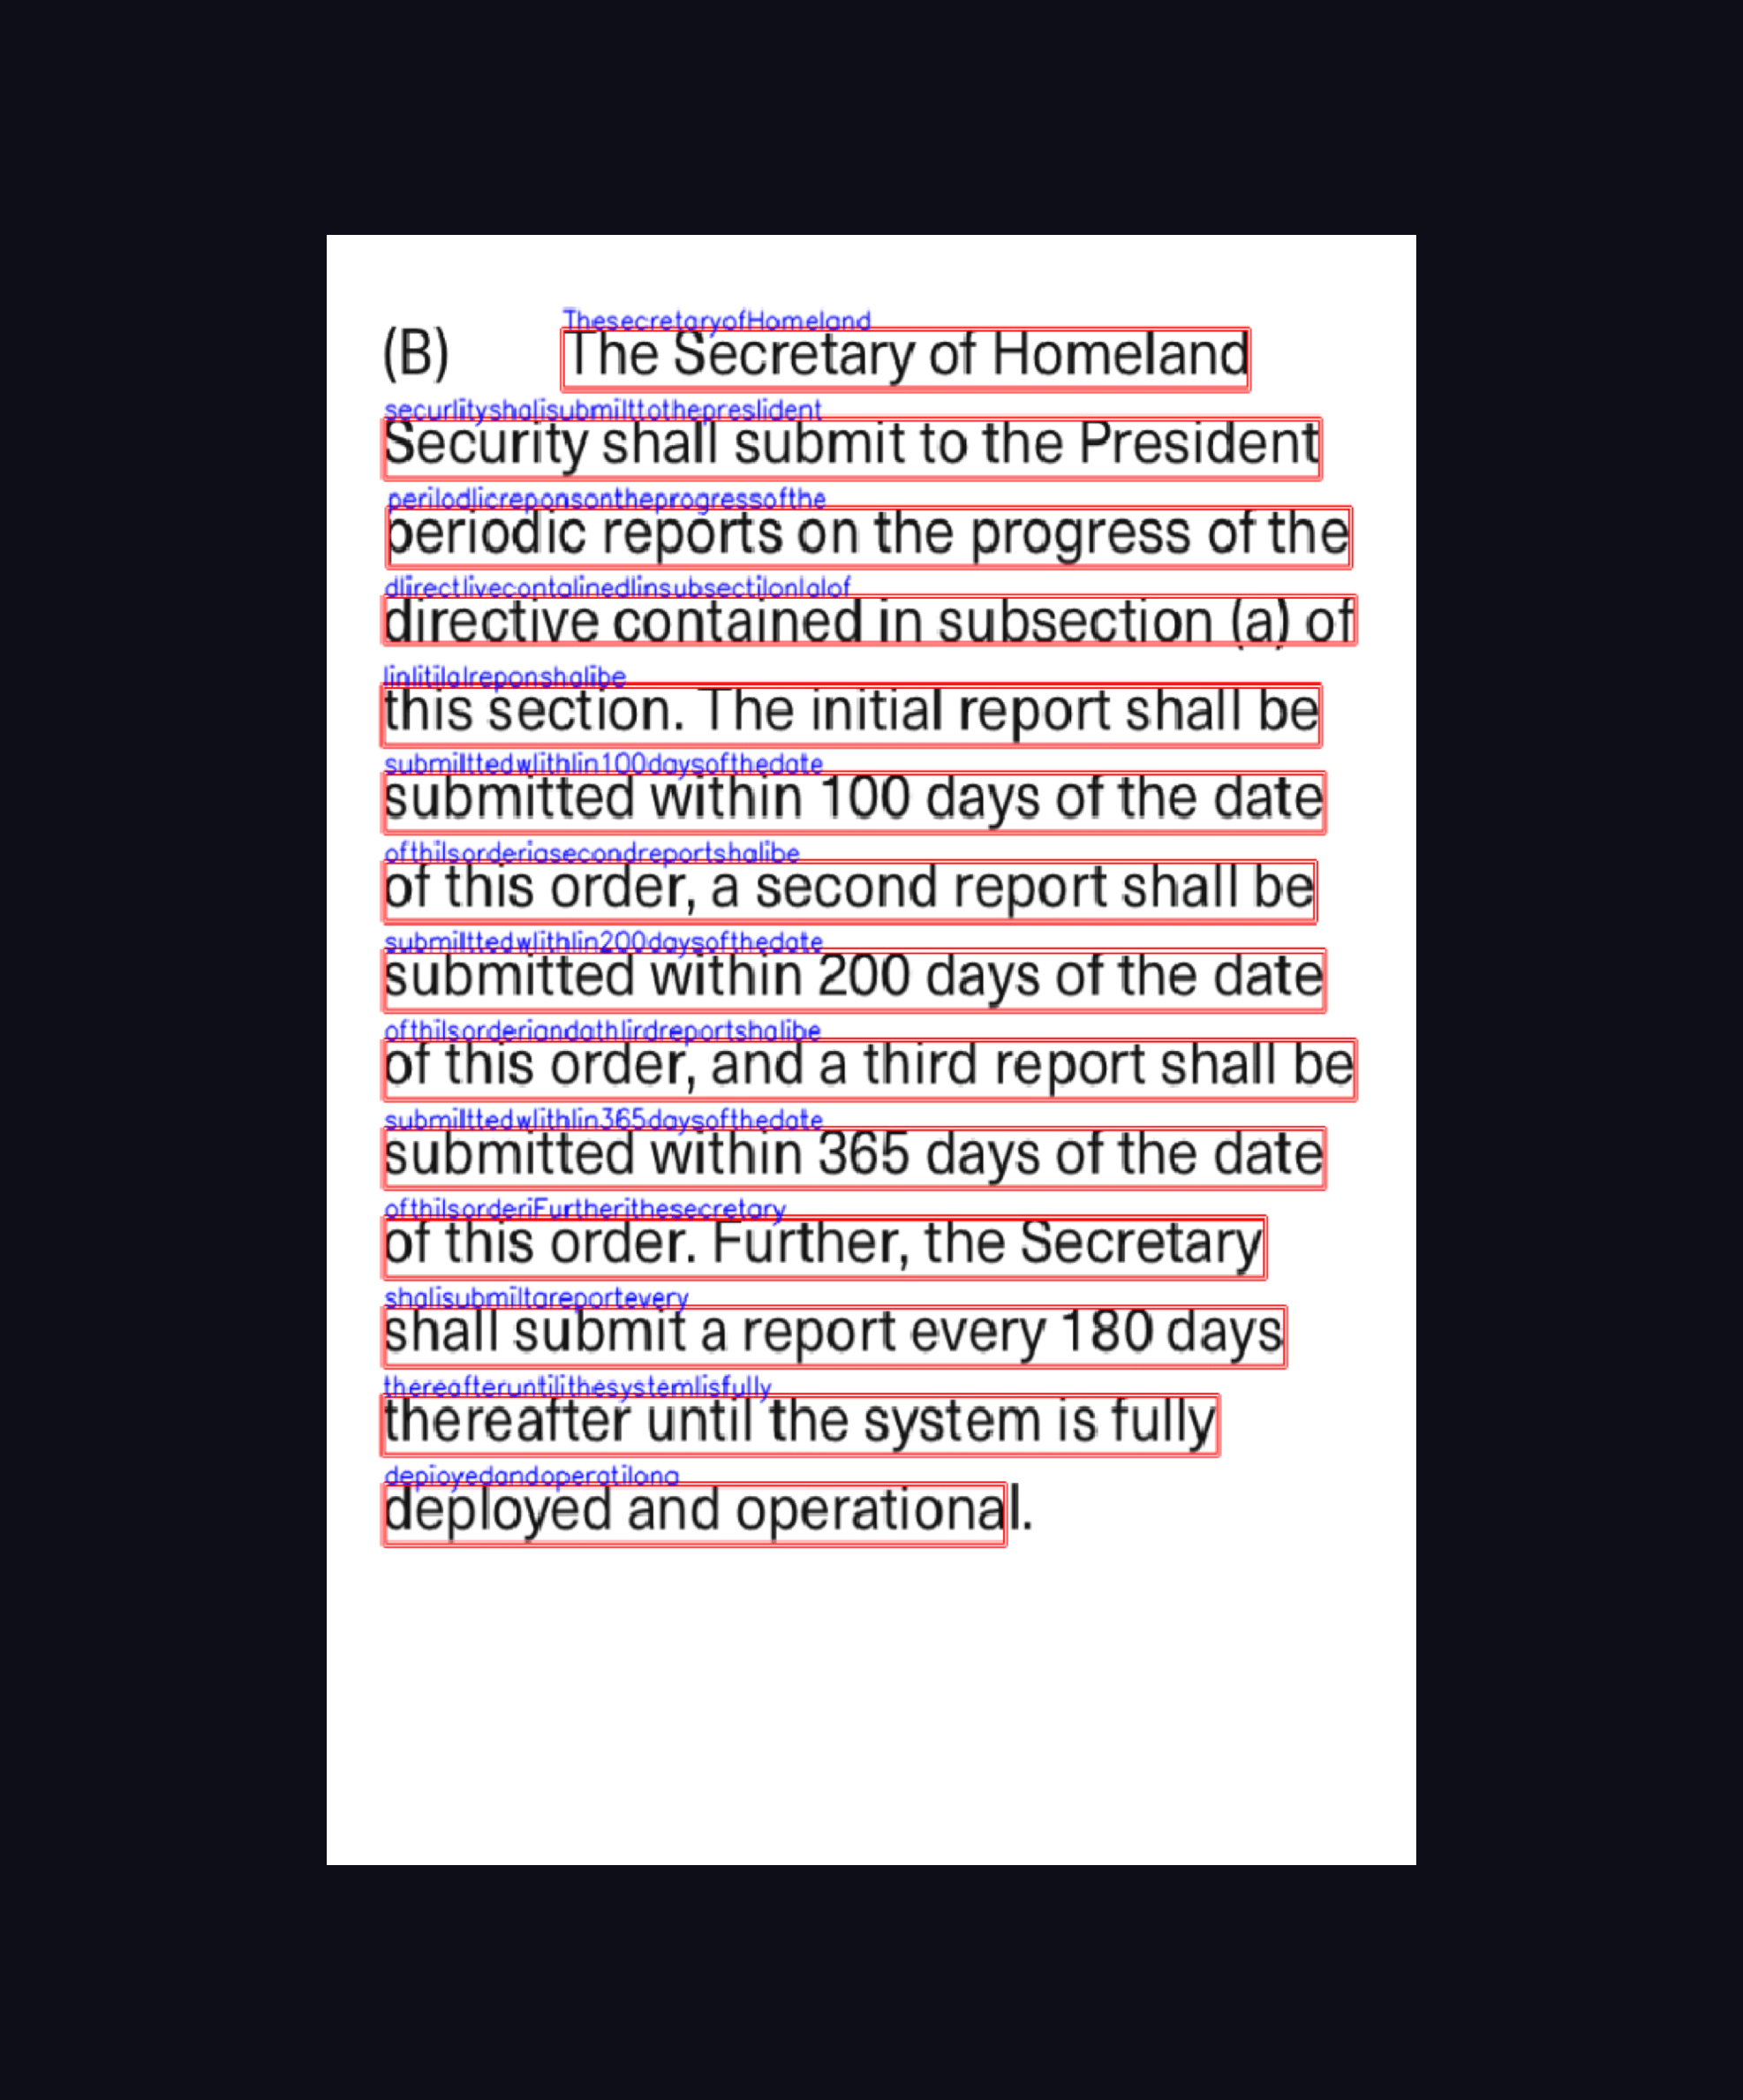 ThesecretaryofHomeland
(B) The Secretary of Homeland
securlityshalisubmilttothepreslident
Security shall submit to the President
perilodlicreponsontheprogressofthe
periodic reports on the progress of the
dlirectlivecontalinedlinsubsectilonlalof
directive contained in subsection (a) of
linlitilalreponshalibe
this section. The initial report shall be
submilttedwlithlin100daysofthedate
submitted within 100 days of the date
ofthilsorderiasecondreportshalibe
of this order, a second report shall be
submilttedwlithlin200daysofthedate
submitted within 200 days of the date
ofthilsorderiandathlirdreportshalibe
of this order, and a third report shall be
submilttedwlithlin365daysofthedate
submitted within 365 days of the date
ofthilsorderiFurtherithesecretary
of this order. Further, the Secretary
shalisubmiltareportevery
shall submit a report every 180 days
thereafteruntilithesystemlisfully
thereafter until the system is fully
depioyedandoperatilona
deployed and operational.